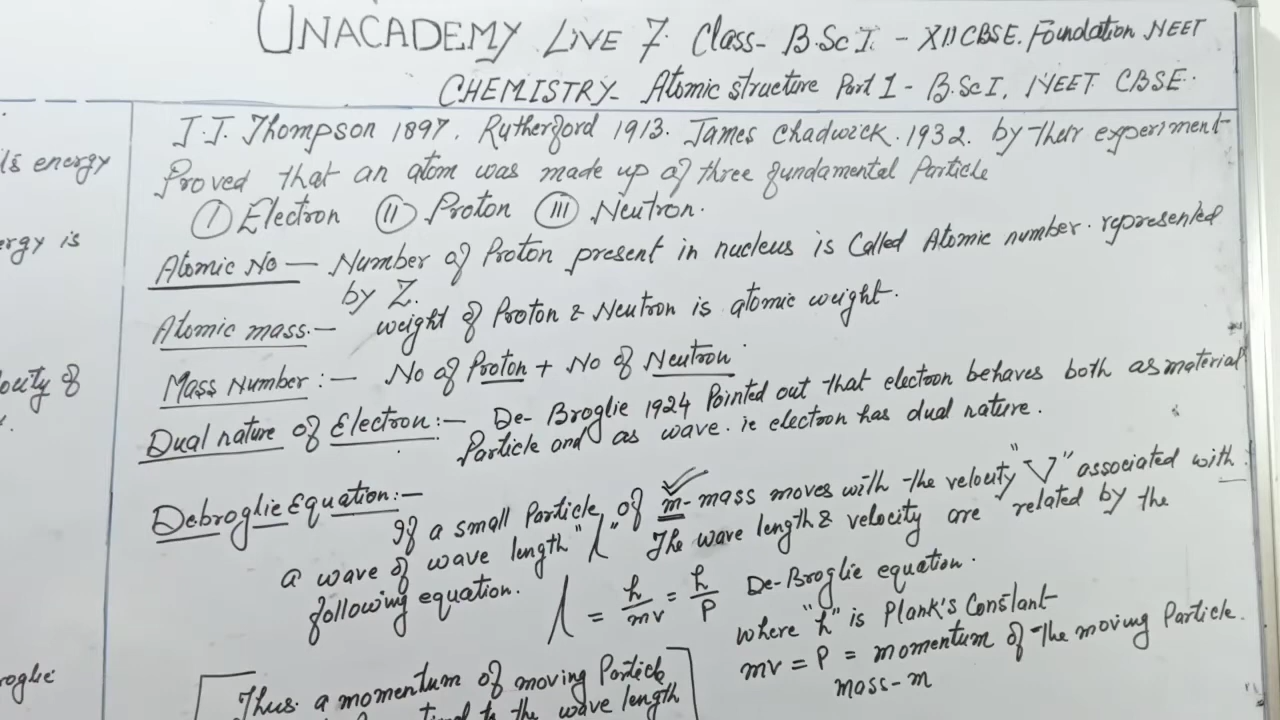 UNACADEMY LIVE 7 Class- B.Sc I. - XII CBSE. Foundation NEET
CHEMISTRY- Atomic structure Part 1 - B.Sc I, NEET CBSE.
J.J. Thompson 1897. Rutherford 1913. James Chadwick. 1932. by their experiment
Proved that an atom was made up of three fundamental Particle
(I) Electron (II) Proton (III) Neutron.
Atomic No — Number of Proton present in nucleus is Called Atomic number. represented
by Z.
Atomic mass.— weight of Proton & Neutron is atomic weight.
Mass Number :— No of Proton + No of Neutron.
Dual nature of Electron:— De-Broglie 1924 Pointed out that electron behaves both as material
Particle and as wave. ie electron has dual nature.
Debroglie Equation:—
If a small Particle, of m- mass moves with the velocity "V" associated with
a wave of wave length "λ" The wave length & velocity are related by the
following equation.
λ = h/mv = h/P De-Broglie equation.
where "h" is Plank's Constant
mv = P = momentum of the moving Particle.
mass-m
Thus a momentum of moving Particle
to the wave length
ls energy
ergy is
ocity of
roglie